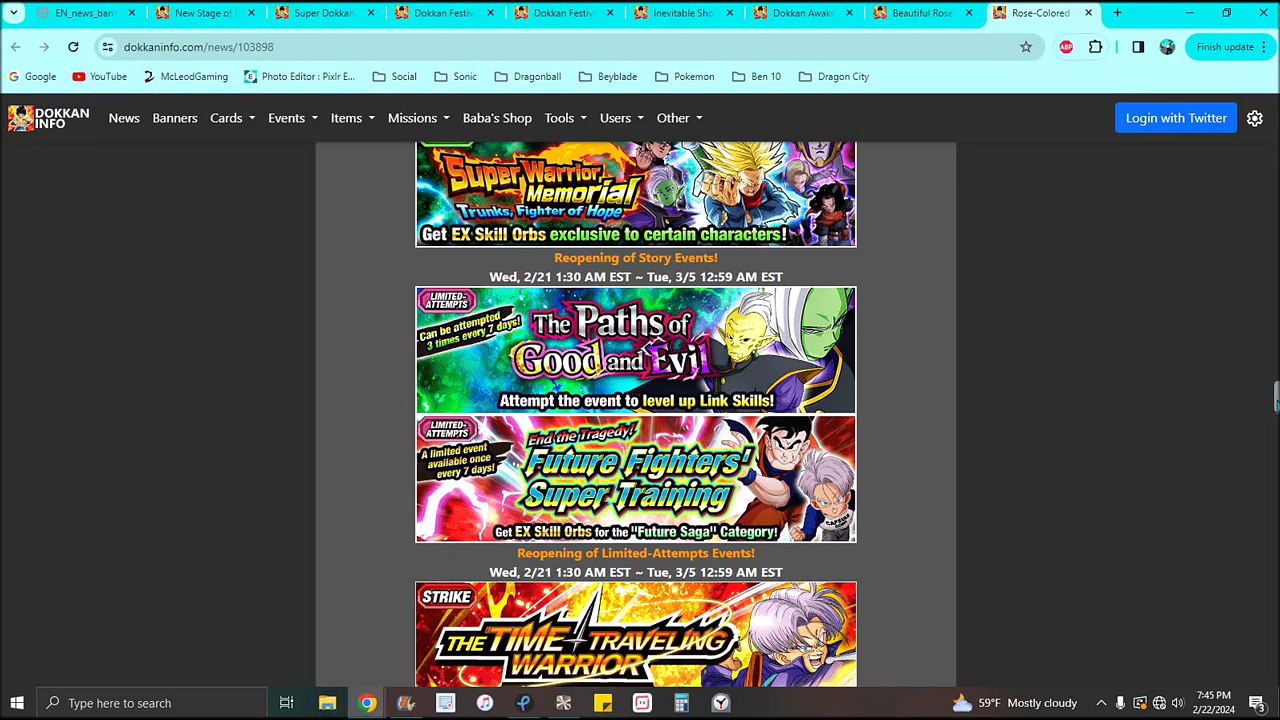 EN_news_bann
New Stage of
Super Dokkan
Dokkan Festiv
Dokkan Festiv
Inevitable Sho
Dokkan Awake
Beautiful Rose-
Rose-Colored
dokkaninfo.com/news/103898
ABP
Finish update
Google
YouTube
McLeodGaming
Photo Editor : Pixlr E...
Social
Sonic
Dragonball
Beyblade
Pokemon
Ben 10
Dragon City
DOKKAN
INFO
News
Banners
Cards
Events
Items
Missions
Baba's Shop
Tools
Users
Other
Login with Twitter
Super Warrior
Memorial
Trunks, Fighter of Hope
Get EX Skill Orbs exclusive to certain characters!
Reopening of Story Events!
Wed, 2/21 1:30 AM EST ~ Tue, 3/5 12:59 AM EST
LIMITED-
ATTEMPTS
Can be attempted
3 times every 7 days!
The Paths of
Good and Evil
Attempt the event to level up Link Skills!
LIMITED-
ATTEMPTS
A limited event
available once
every 7 days!
End the Tragedy!
Future Fighters'
Super Training
Get EX Skill Orbs for the "Future Saga" Category!
Reopening of Limited-Attempts Events!
Wed, 2/21 1:30 AM EST ~ Tue, 3/5 12:59 AM EST
STRIKE
THE TIME TRAVELING
WARRIOR
Type here to search
59°F Mostly cloudy
7:45 PM
2/22/2024
3